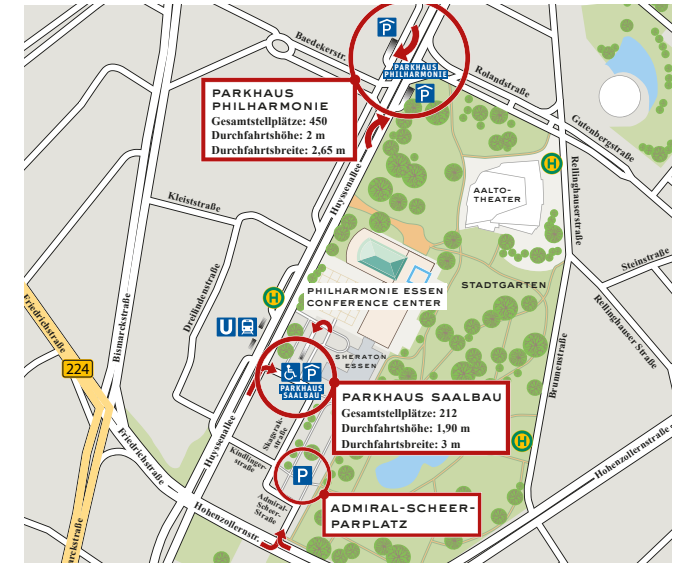 Baedekerstr.
P
PARKHAUS
PHILHARMONIE
P
Rolandstraße
Gutenbergstraße
PARKHAUS
PHILHARMONIE
Gesamtstellplätze: 450
Durchfahrtshöhe: 2 m
Durchfahrtsbreite: 2,65 m
H
Rellinghauserstraße
Huyssenallee
Kleiststraße
AALTO-
THEATER
Steinstraße
STADTGARTEN
Dreilindenstraße
PHILHARMONIE ESSEN
CONFERENCE CENTER
H
U
Friedrichstraße
Bismarckstraße
Rellinghauser Straße
Brunnenstraße
SHERATON
ESSEN
224
P
PARKHAUS
SAALBAU
PARKHAUS SAALBAU
Gesamtstellplätze: 212
Durchfahrtshöhe: 1,90 m
Durchfahrtsbreite: 3 m
Skagerak-
straße
Huyssenallee
Kindlinger-
straße
H
Friedrichstraße
Hohenzollernstraße
P
Admiral-
Scheer-
Straße
ADMIRAL-SCHEER-
PARPLATZ
Hohenzollernstr.
marckstraße